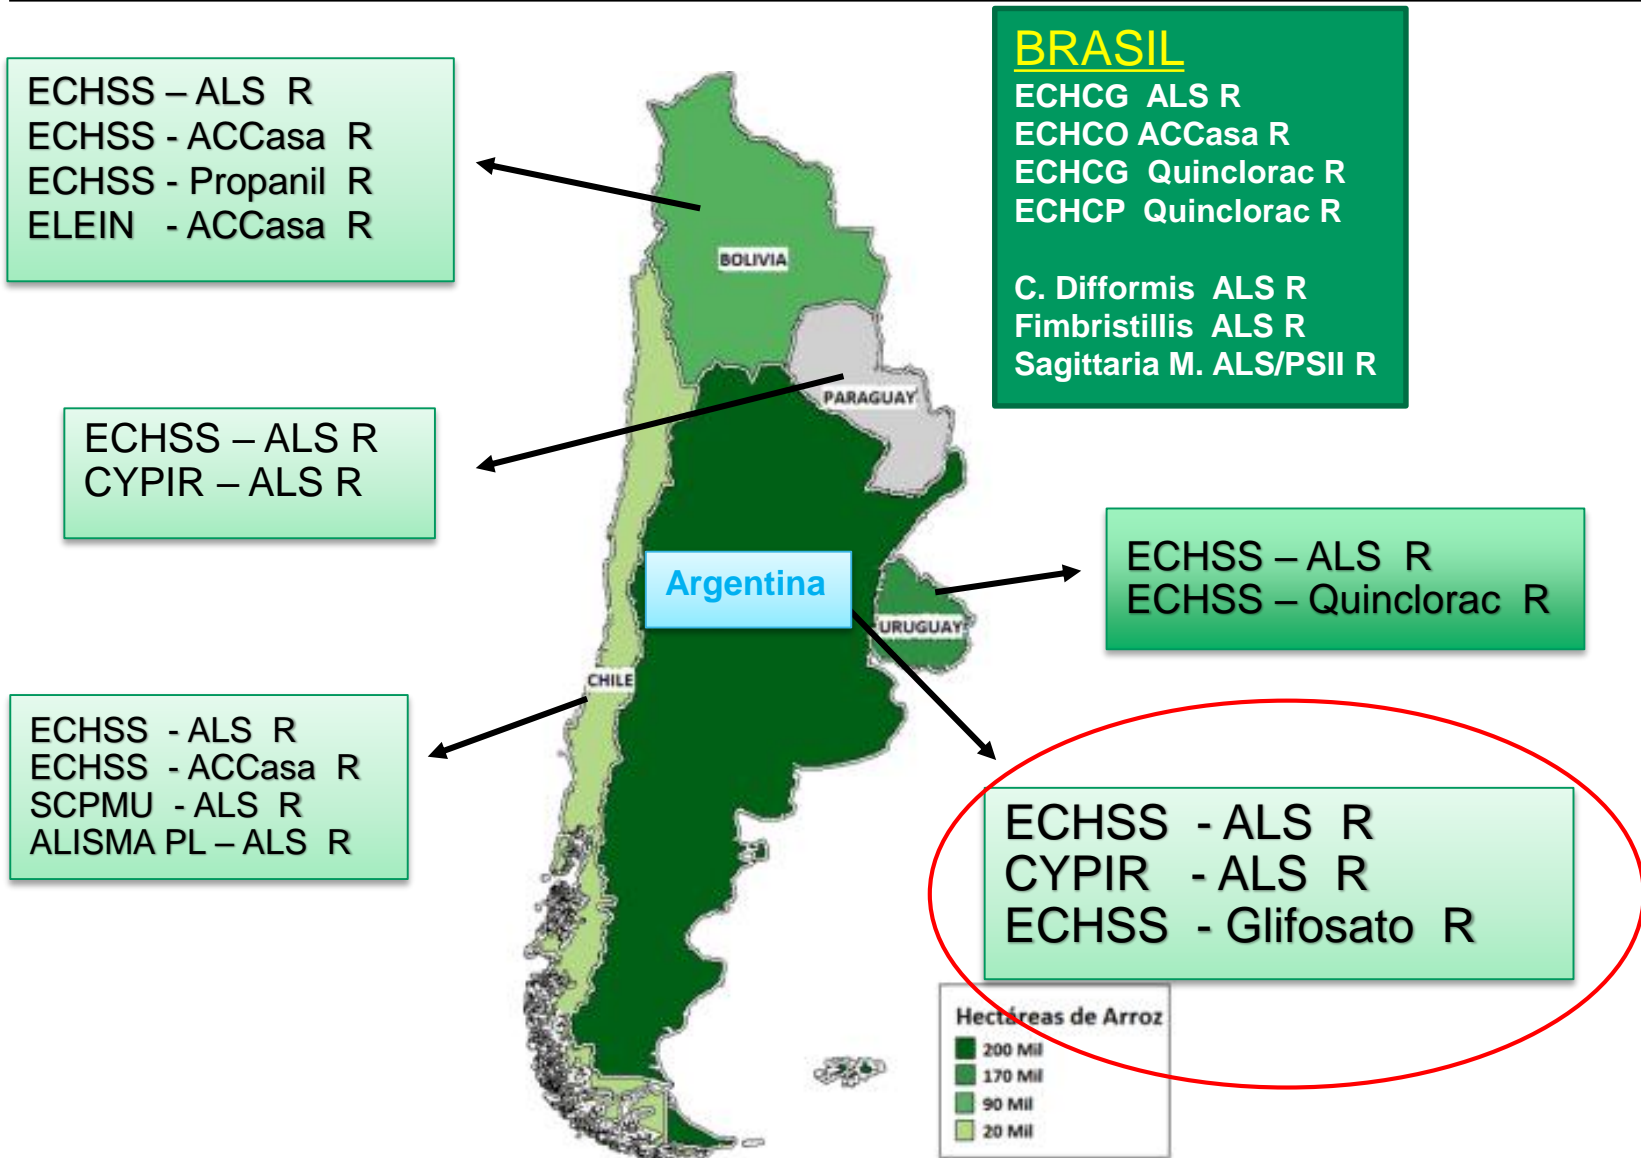 BRASIL
ECHCG ALS R
ECHCO ACCasa R
ECHCG Quinclorac R
ECHCP Quinclorac R
C. Difformis ALS R
Fimbristillis ALS R
Sagittaria M. ALS/PSII R
ECHSS – ALS R
ECHSS - ACCasa R
ECHSS - Propanil R
ELEIN - ACCasa R
BOLIVIA
PARAGUAY
ECHSS – ALS R
CYPIR – ALS R
Argentina
URUGUAY
ECHSS – ALS R
ECHSS – Quinclorac R
CHILE
ECHSS - ALS R
ECHSS - ACCasa R
SCPMU - ALS R
ALISMA PL – ALS R
ECHSS - ALS R
CYPIR - ALS R
ECHSS - Glifosato R
Hectáreas de Arroz
200 Mil
170 Mil
90 Mil
20 Mil